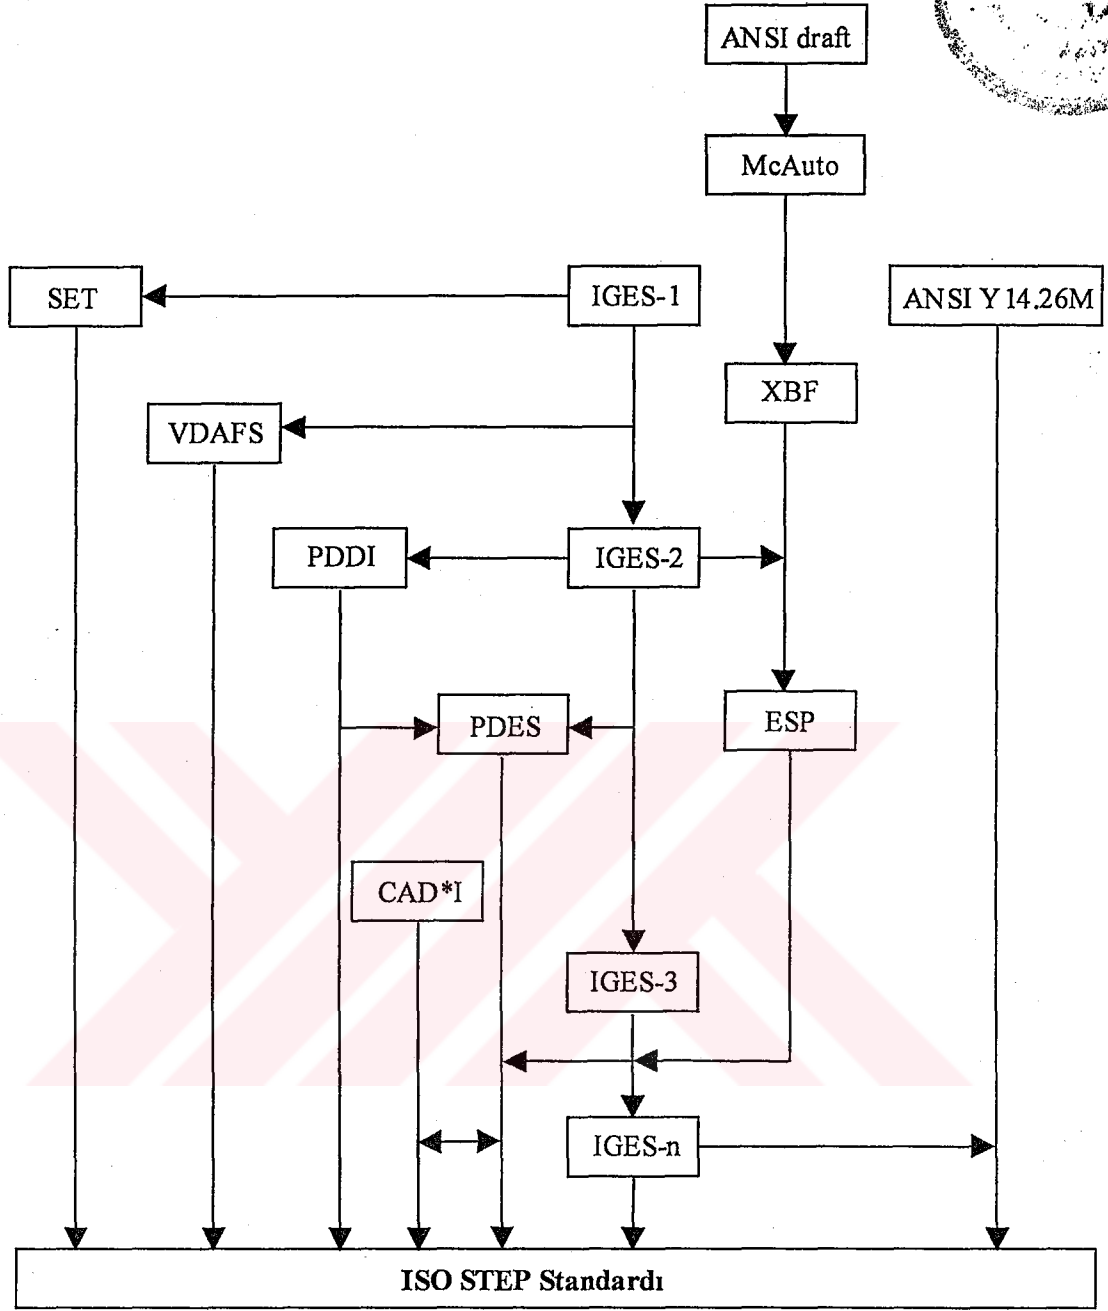 ANSI draft
McAuto
SET
IGES-1
ANSI Y 14.26M
XBF
VDAFS
PDDI
IGES-2
PDES
ESP
CAD*I
IGES-3
IGES-n
ISO STEP Standardı